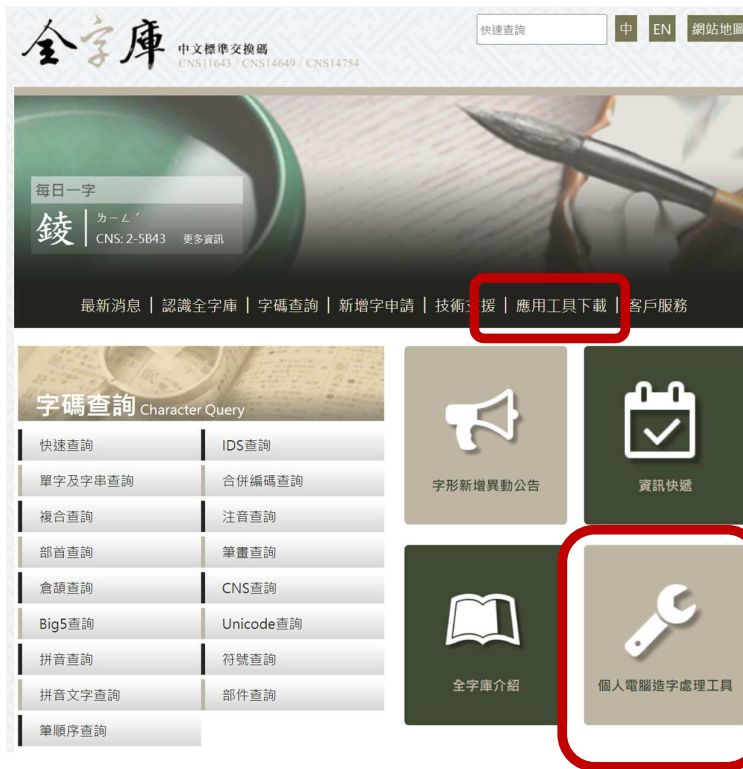 全字庫 中文標準交換碼
CNS11643 / CNS14649 / CNS14754
快速查詢 中 EN 網站地圖
每日一字
錂 ㄌㄧㄥˊ
CNS: 2-5B43 更多資訊
最新消息 | 認識全字庫 | 字碼查詢 | 新增字申請 | 技術支援 | 應用工具下載 | 客戶服務
字碼查詢 Character Query
快速查詢 IDS查詢
單字及字串查詢 合併編碼查詢
複合查詢 注音查詢
部首查詢 筆畫查詢
倉頡查詢 CNS查詢
Big5查詢 Unicode查詢
拼音查詢 符號查詢
拼音文字查詢 部件查詢
筆順序查詢
字形新增異動公告 資訊快遞
全字庫介紹 個人電腦造字處理工具